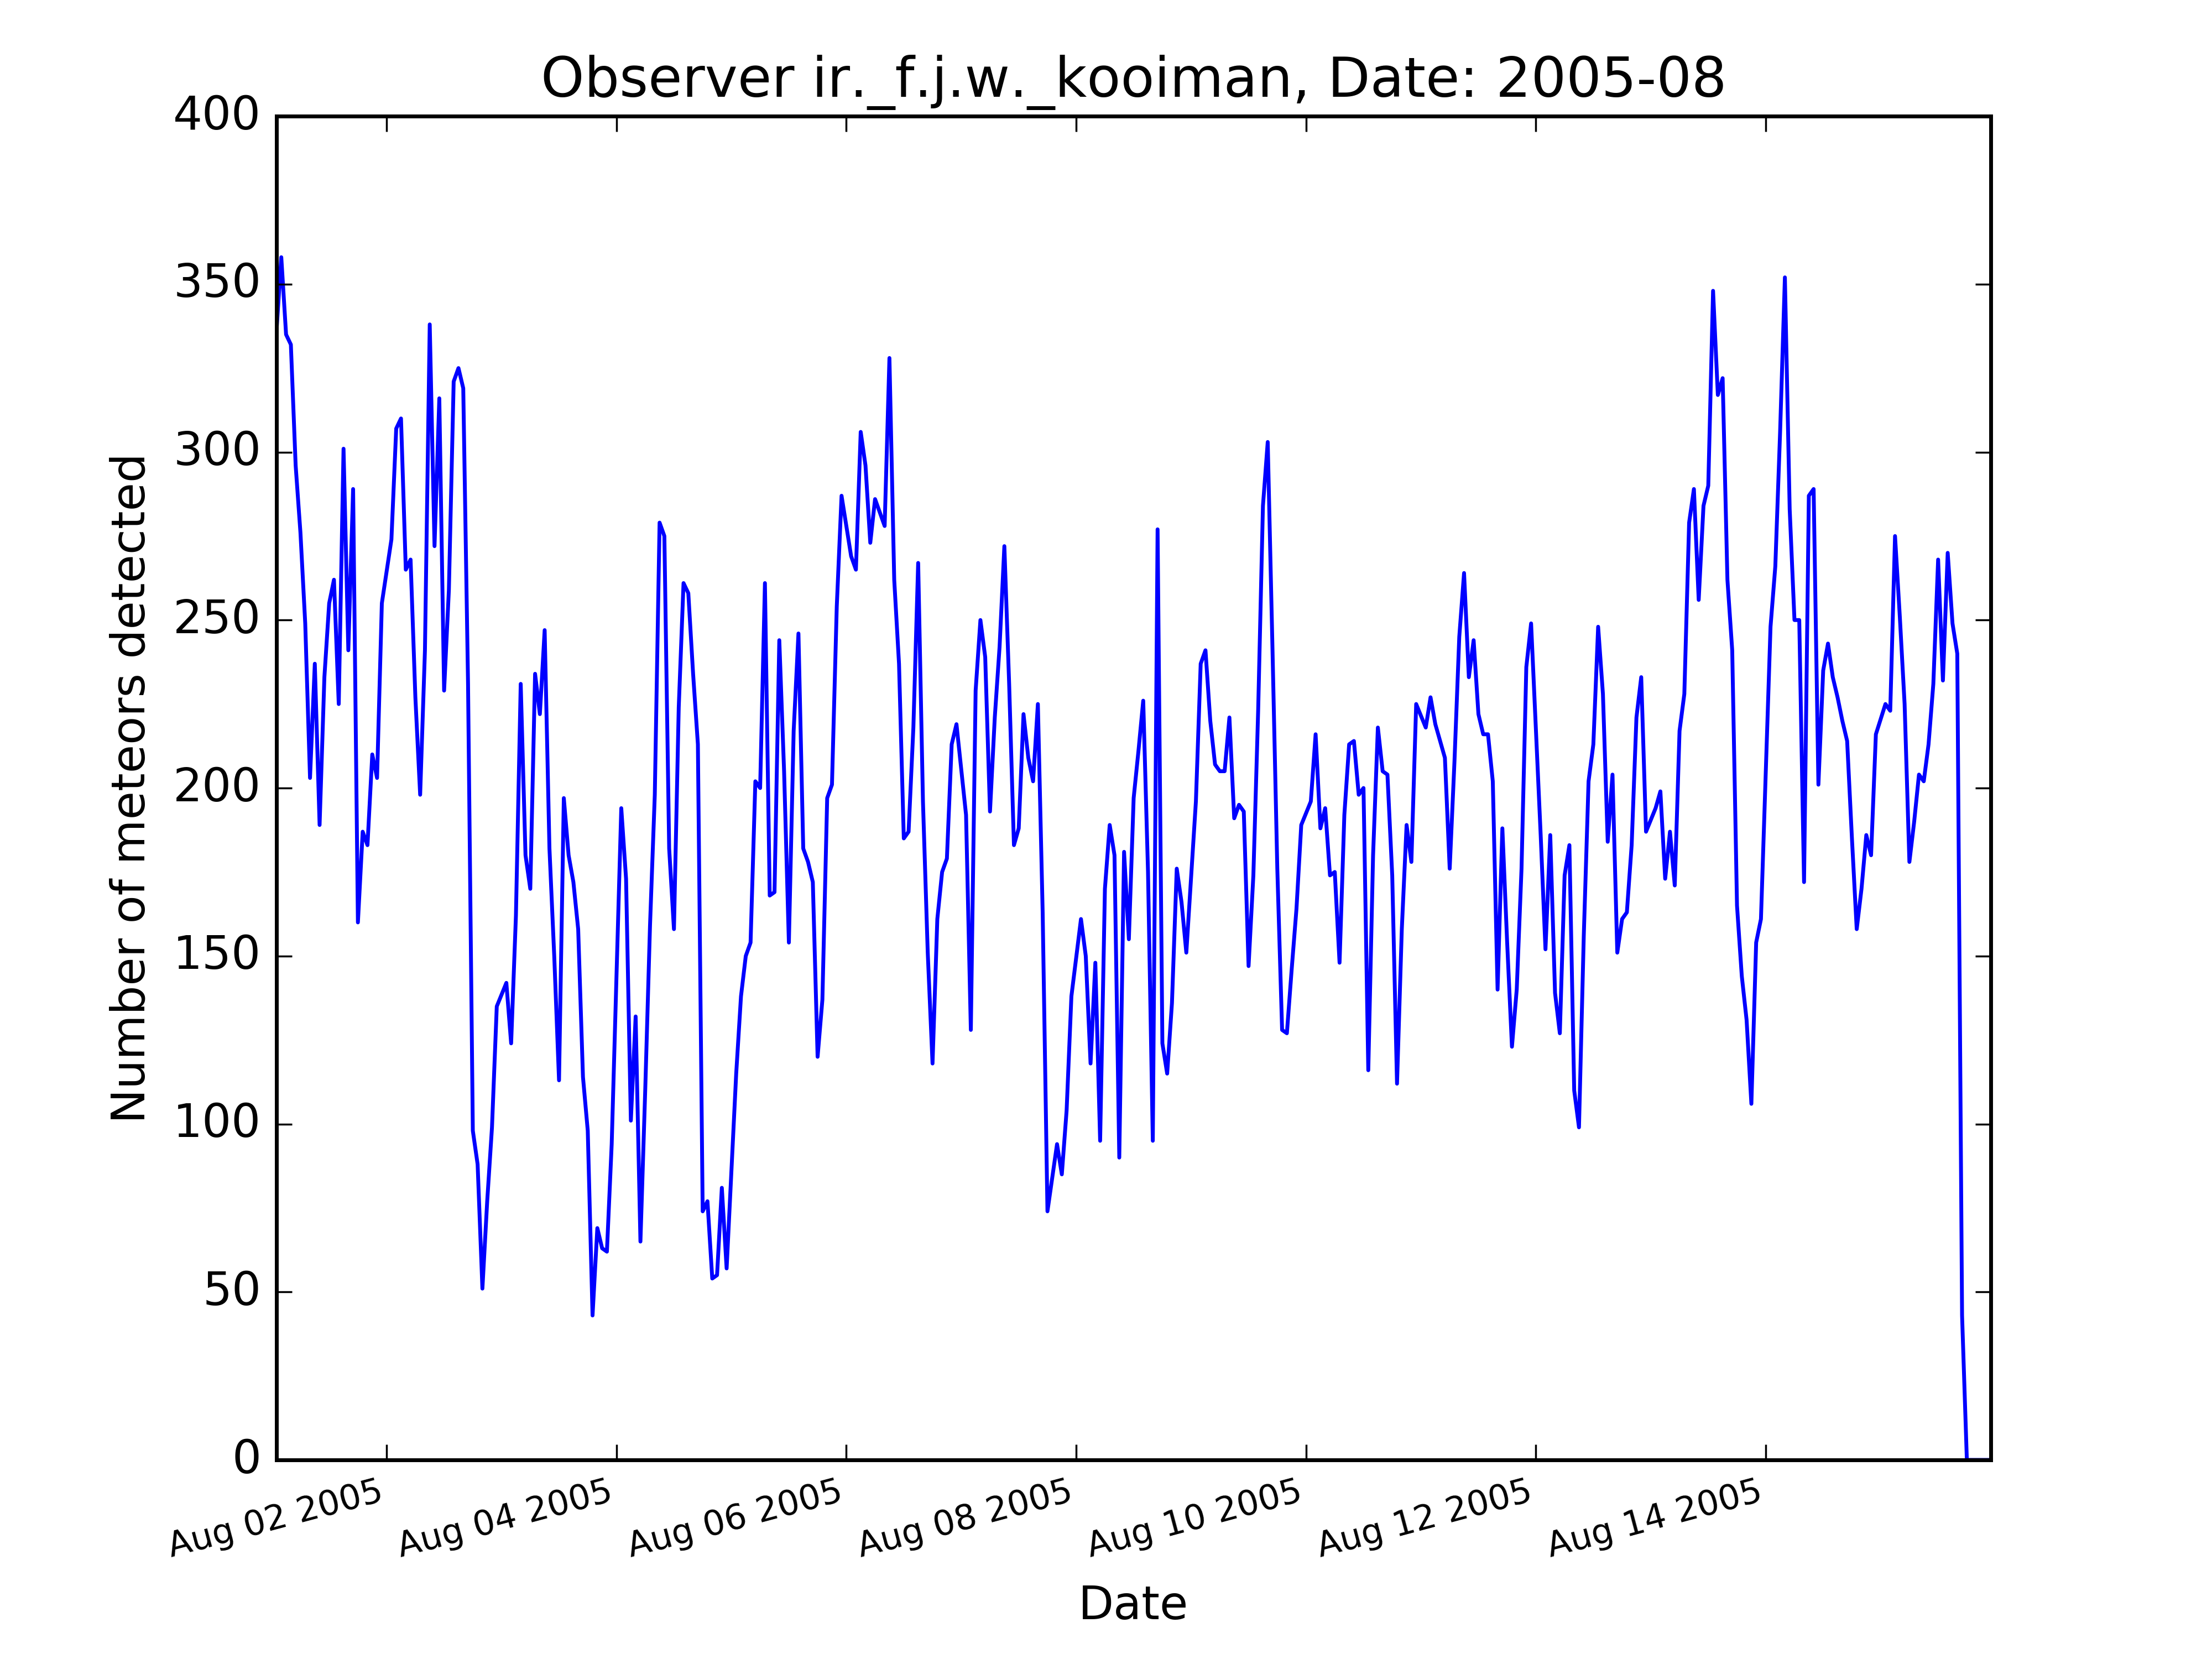 Observer ir._f.j.w._kooiman, Date: 2005-08
400
350
300
250
200
150
100
50
0
Number of meteors detected
Aug 02 2005
Aug 04 2005
Aug 06 2005
Aug 08 2005
Aug 10 2005
Aug 12 2005
Aug 14 2005
Date